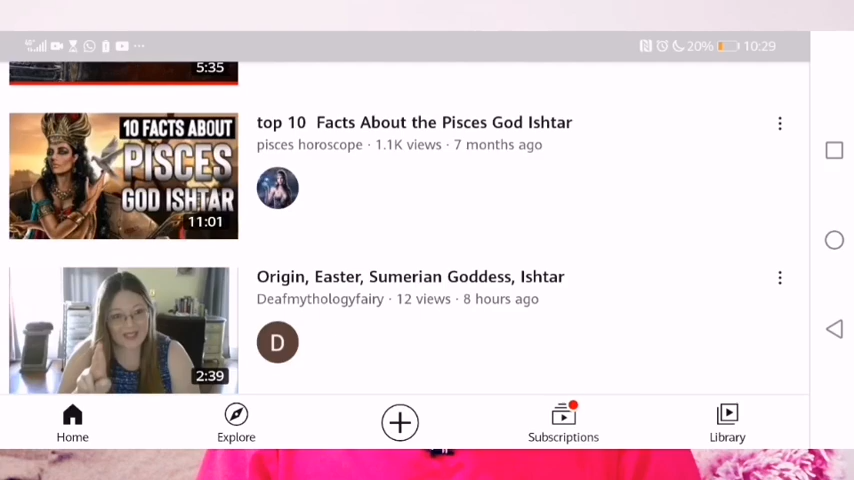 20% 10:29
5:35
10 FACTS ABOUT
PISCES
GOD ISHTAR
11:01
top 10 Facts About the Pisces God Ishtar
pisces horoscope · 1.1K views · 7 months ago
2:39
Origin, Easter, Sumerian Goddess, Ishtar
Deafmythologyfairy · 12 views · 8 hours ago
D
Home
Explore
Subscriptions
Library